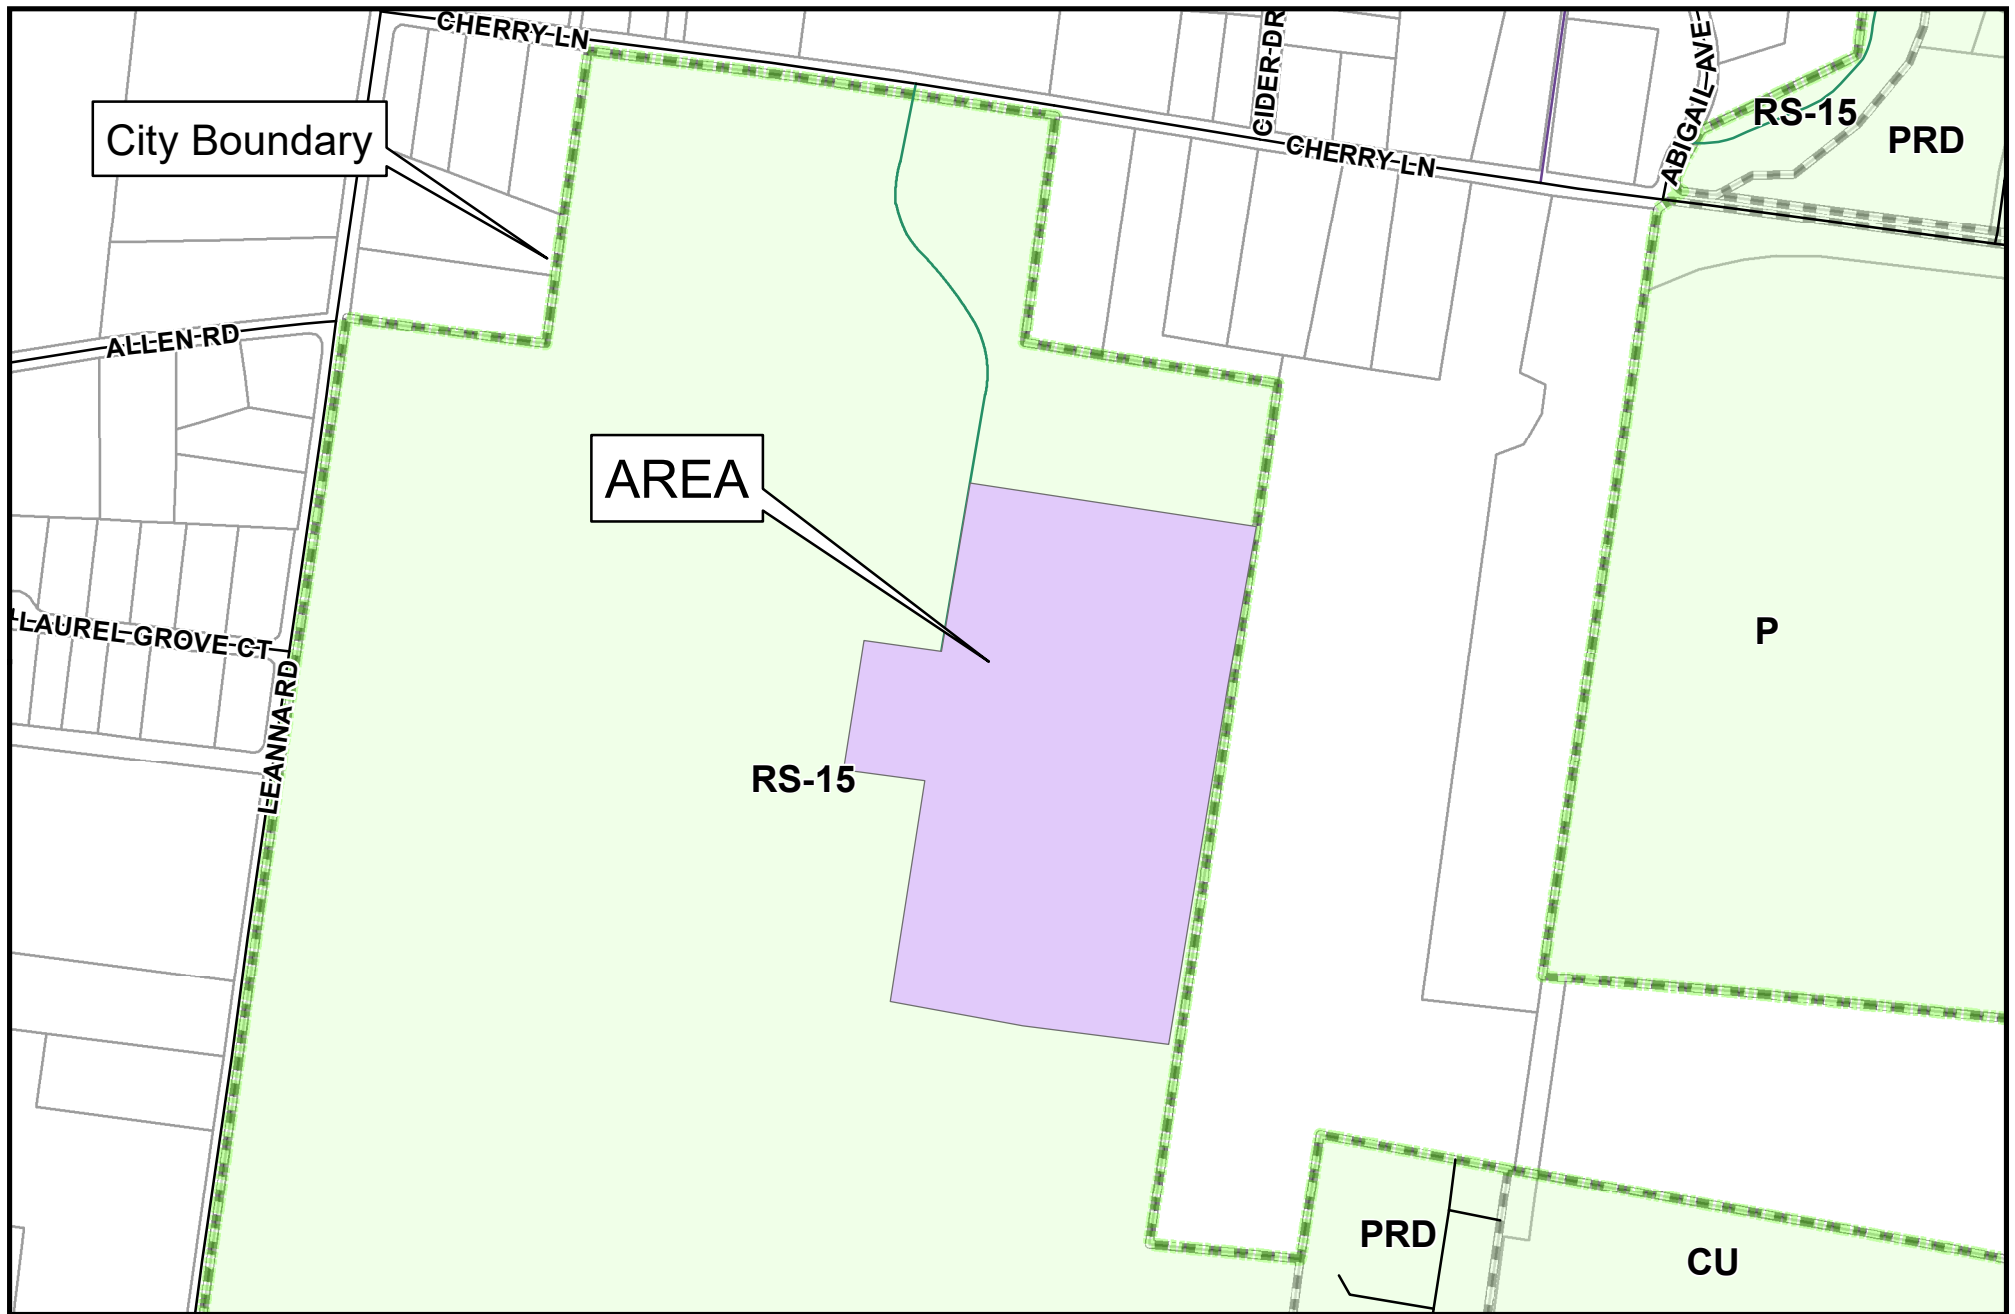 CHERRY LN
CIDER DR
ABIGAIL AVE
RS-15
PRD
City Boundary
CHERRY LN
ALLEN RD
AREA
LAUREL GROVE CT
P
LEANNA RD
RS-15
PRD
CU